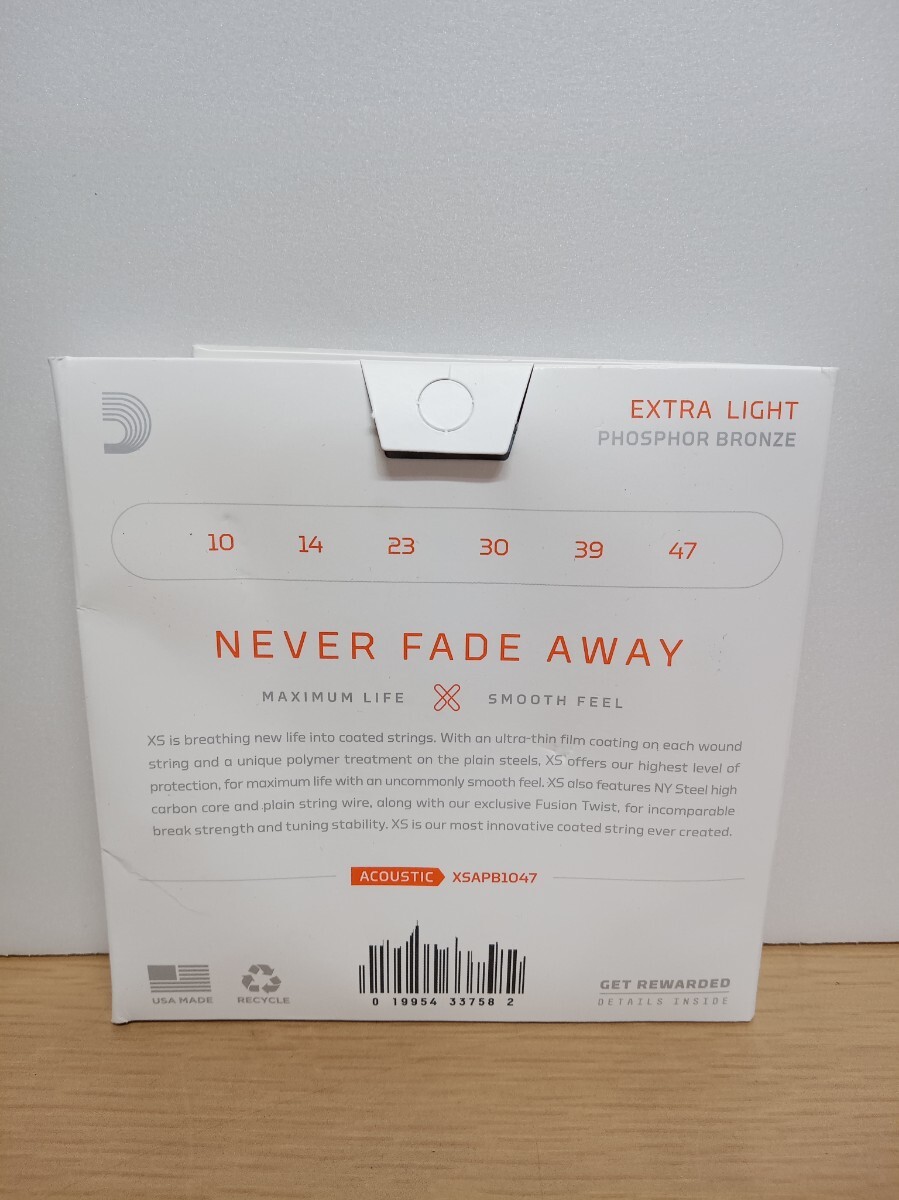 EXTRA LIGHT
PHOSPHOR BRONZE
10 14 23 30 39 47
NEVER FADE AWAY
MAXIMUM LIFE SMOOTH FEEL
XS is breathing new life into coated strings. With an ultra-thin film coating on each wound
string and a unique polymer treatment on the plain steels, XS offers our highest level of
protection, for maximum life with an uncommonly smooth feel. XS also features NY Steel high
carbon core and plain string wire, along with our exclusive Fusion Twist, for incomparable
break strength and tuning stability. XS is our most innovative coated string ever created.
ACOUSTIC XSAPB1047
USA MADE
RECYCLE
0 19954 33758 2
GET REWARDED
DETAILS INSIDE